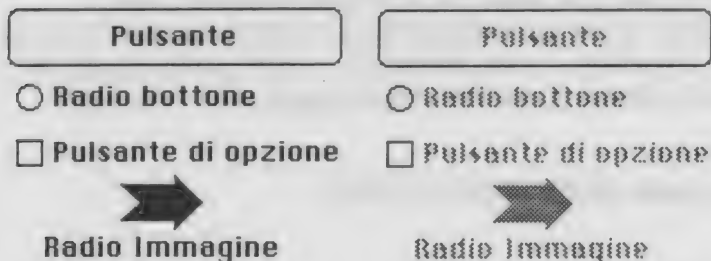 Pulsante Pulsante
Radio bottone Radio bottone
Pulsante di opzione Pulsante di opzione
Radio Immagine Radio Immagine